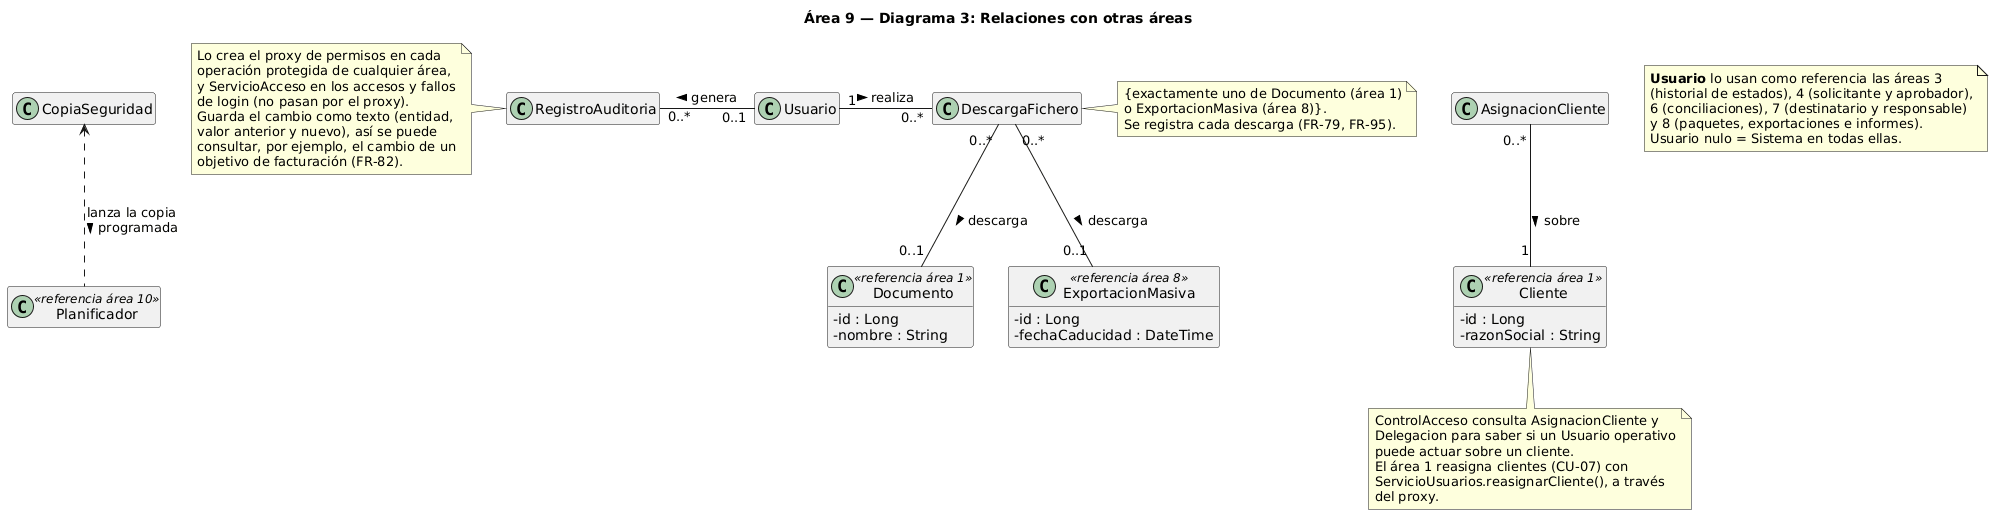 Área 9 — Diagrama 3: Relaciones con otras áreas
Lo crea el proxy de permisos en cada
operación protegida de cualquier área,
y ServicioAcceso en los accesos y fallos
de login (no pasan por el proxy).
Guarda el cambio como texto (entidad,
valor anterior y nuevo), así se puede
consultar, por ejemplo, el cambio de un
objetivo de facturación (FR-82).
C CopiaSeguridad
C RegistroAuditoria
genera
0..*
0..1
C Usuario
1
realiza
0..*
C DescargaFichero
{exactamente uno de Documento (área 1)
o ExportacionMasiva (área 8)}.
Se registra cada descarga (FR-79, FR-95).
C AsignacionCliente
Usuario lo usan como referencia las áreas 3
(historial de estados), 4 (solicitante y aprobador),
6 (conciliaciones), 7 (destinatario y responsable)
y 8 (paquetes, exportaciones e informes).
Usuario nulo = Sistema en todas ellas.
0..*
0..*
0..*
lanza la copia
programada
descarga
descarga
sobre
0..1
0..1
1
C «referencia área 10»
Planificador
C «referencia área 1»
Documento
-id : Long
-nombre : String
C «referencia área 8»
ExportacionMasiva
-id : Long
-fechaCaducidad : DateTime
C «referencia área 1»
Cliente
-id : Long
-razonSocial : String
ControlAcceso consulta AsignacionCliente y
Delegacion para saber si un Usuario operativo
puede actuar sobre un cliente.
El área 1 reasigna clientes (CU-07) con
ServicioUsuarios.reasignarCliente(), a través
del proxy.